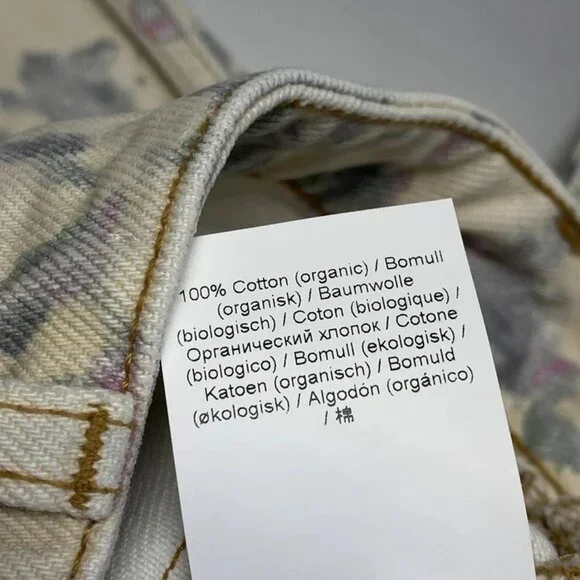 100% Cotton (organic) / Bomull
(organisk) / Baumwolle
(biologisch) / Coton (biologique) /
Органический хлопок / Cotone
(biologico) / Bomull (ekologisk) /
Katoen (organisch) / Bomuld
(økologisk) / Algodón (orgánico)
/ 棉